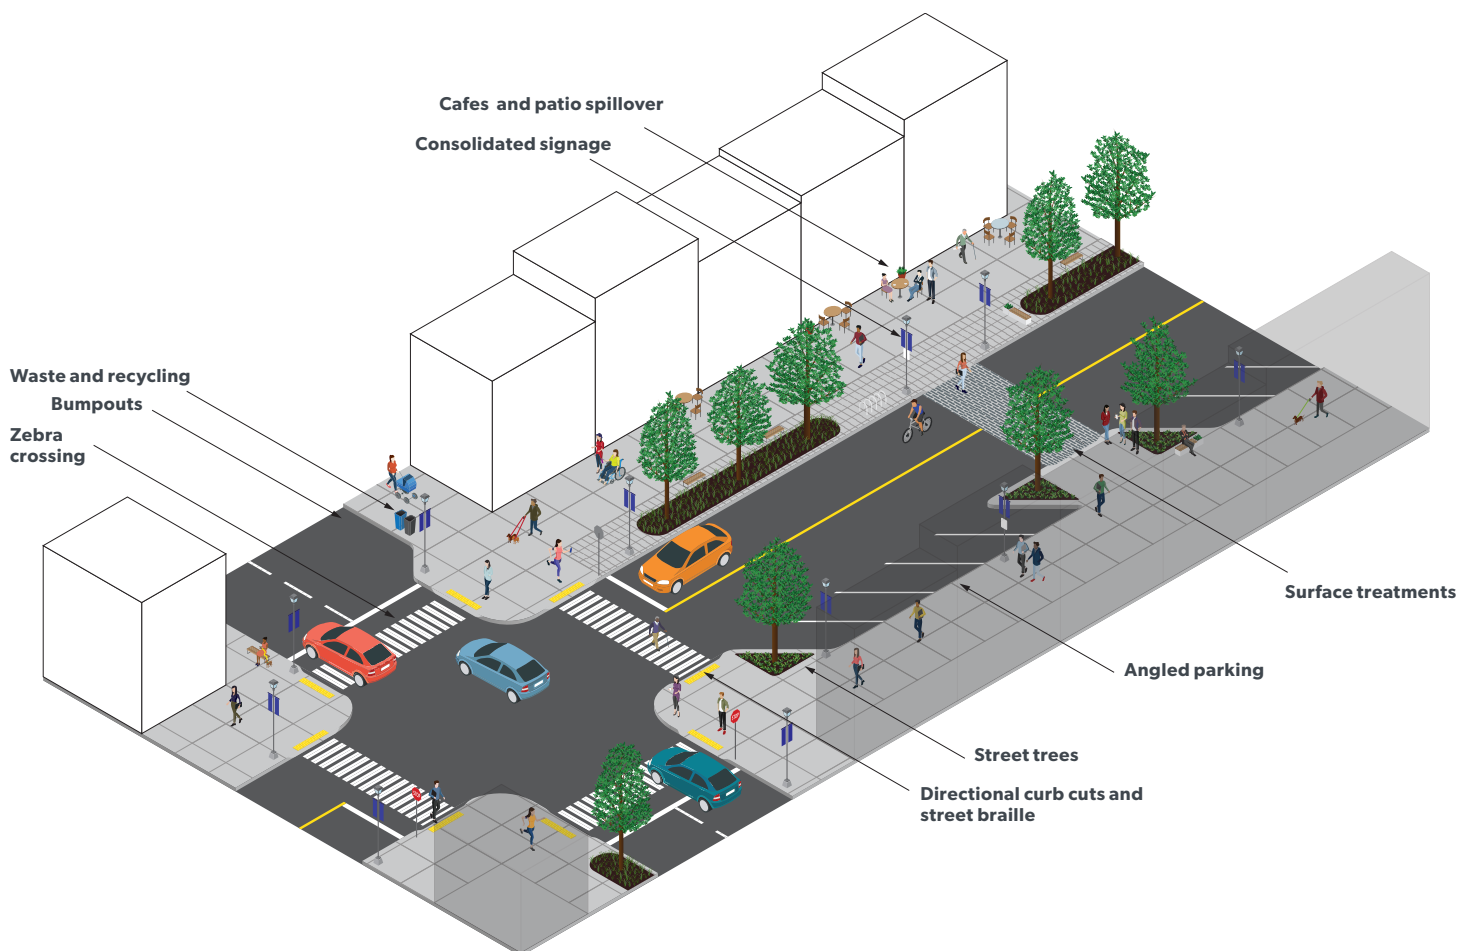 Cafes and patio spillover
Consolidated signage
Waste and recycling
Bumpouts
Zebra
crossing
Surface treatments
Angled parking
Street trees
Directional curb cuts and
street braille
STOP